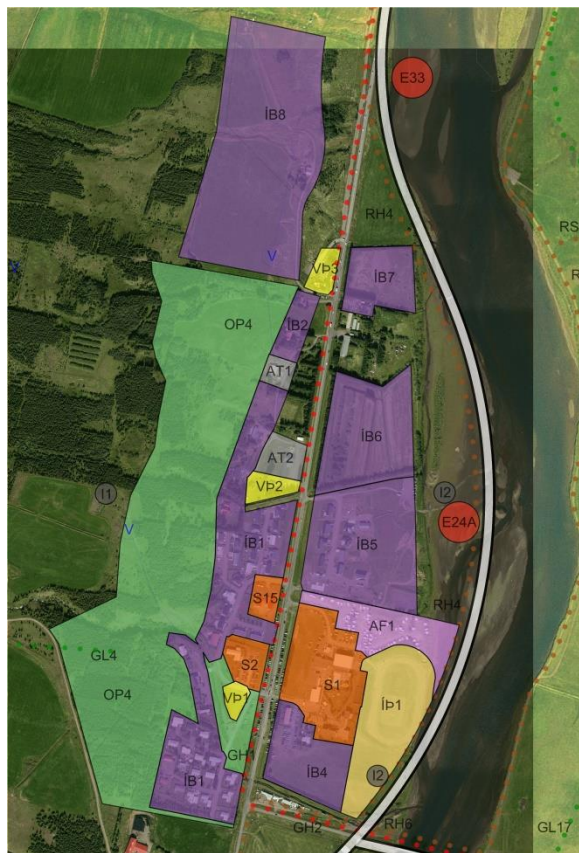 E33
ÍB8
RH4
RS
R
V
VÞ3
ÍB7
OP4
ÍB2
AT1
ÍB6
AT2
VÞ2
I1
I2
V
E24A
ÍB1
ÍB5
S15
RH4
AF1
GL4
S2
S1
OP4
VÞ1
ÍÞ1
GH1
I2
ÍB1
ÍB4
GH2
RH6
GL17